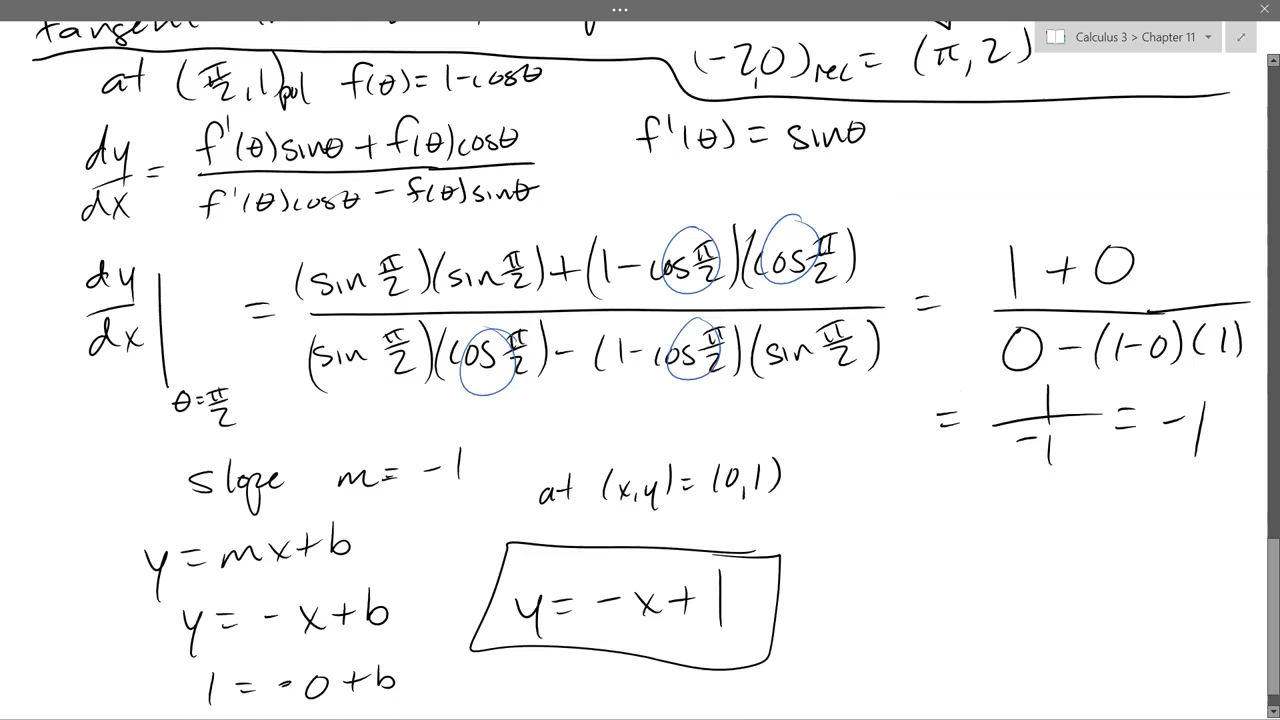 Calculus 3 > Chapter 11
tangent
(-2,0)rec = (π,2)
at (π/2, 1)pol f(θ)=1-cosθ
dy/dx = (f'(θ)sinθ + f(θ)cosθ)/(f'(θ)cosθ - f(θ)sinθ)
f'(θ) = sinθ
dy/dx | θ=π/2 = ((sin π/2)(sin π/2)+(1-cos π/2)(cos π/2))/((sin π/2)(cos π/2)-(1-cos π/2)(sin π/2)) = (1+0)/(0-(1-0)(1))
= 1/-1 = -1
slope m= -1
at (x,y)=(0,1)
y=mx+b
y= -x+b
1= -0+b
y= -x+1